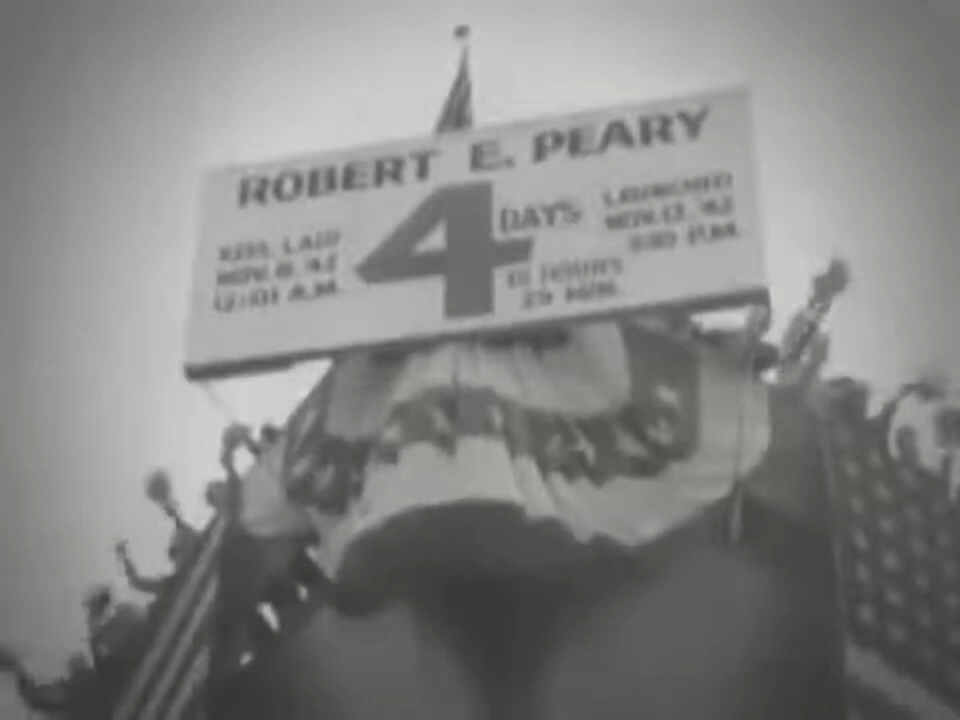 ROBERT E. PEARY
KEEL LAID
NOV. 8, '42
12:01 A.M.
4
DAYS
15 HOURS
29 MIN.
LAUNCHED
NOV. 12, '42
3:30 P.M.